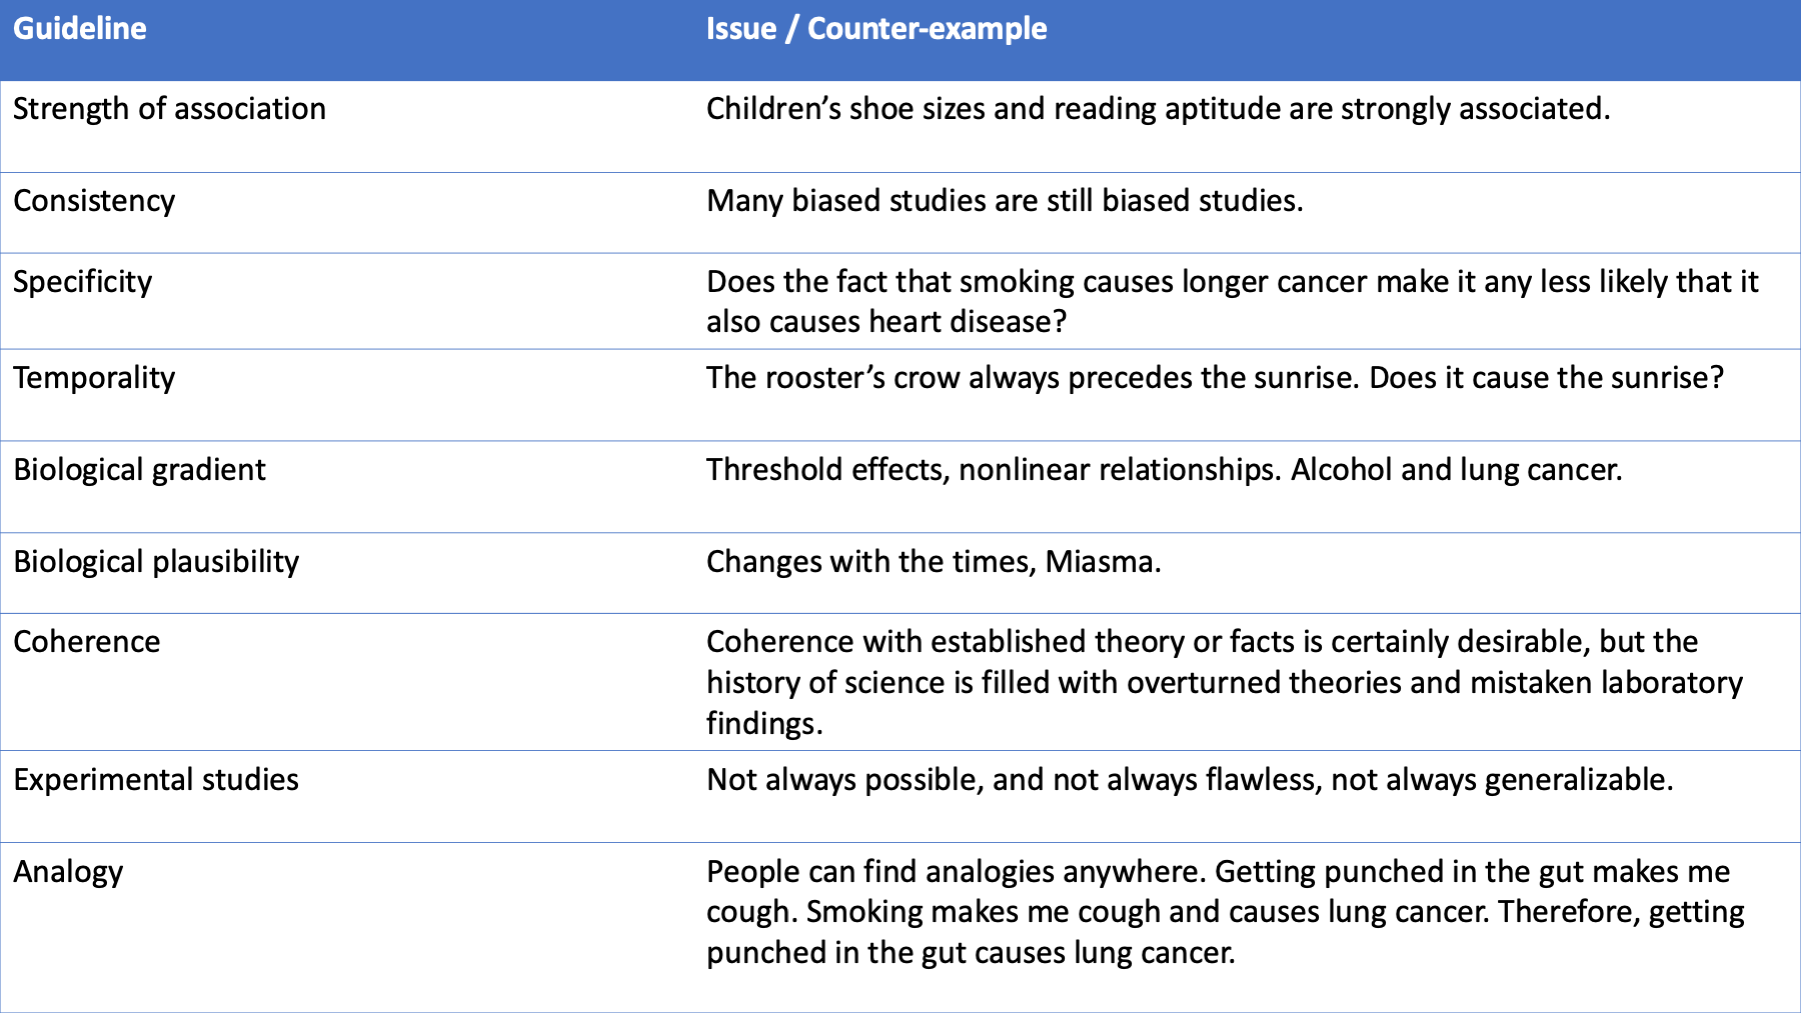 Guideline
Issue / Counter-example
Strength of association
Children’s shoe sizes and reading aptitude are strongly associated.
Consistency
Many biased studies are still biased studies.
Specificity
Does the fact that smoking causes longer cancer make it any less likely that it
also causes heart disease?
Temporality
The rooster’s crow always precedes the sunrise. Does it cause the sunrise?
Biological gradient
Threshold effects, nonlinear relationships. Alcohol and lung cancer.
Biological plausibility
Changes with the times, Miasma.
Coherence
Coherence with established theory or facts is certainly desirable, but the
history of science is filled with overturned theories and mistaken laboratory
findings.
Experimental studies
Not always possible, and not always flawless, not always generalizable.
Analogy
People can find analogies anywhere. Getting punched in the gut makes me
cough. Smoking makes me cough and causes lung cancer. Therefore, getting
punched in the gut causes lung cancer.